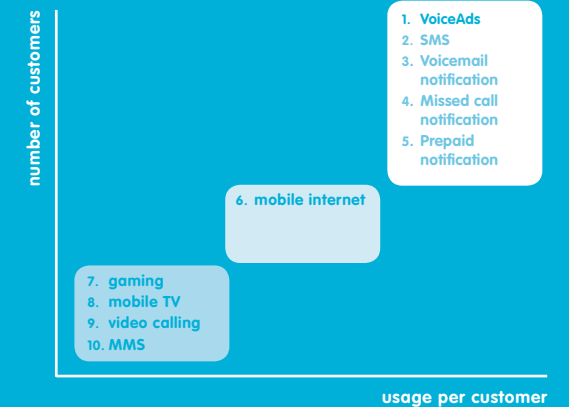 number of customers
1. VoiceAds
2. SMS
3. Voicemail
notification
4. Missed call
notification
5. Prepaid
notification
6. mobile internet
7. gaming
8. mobile TV
9. video calling
10. MMS
usage per customer